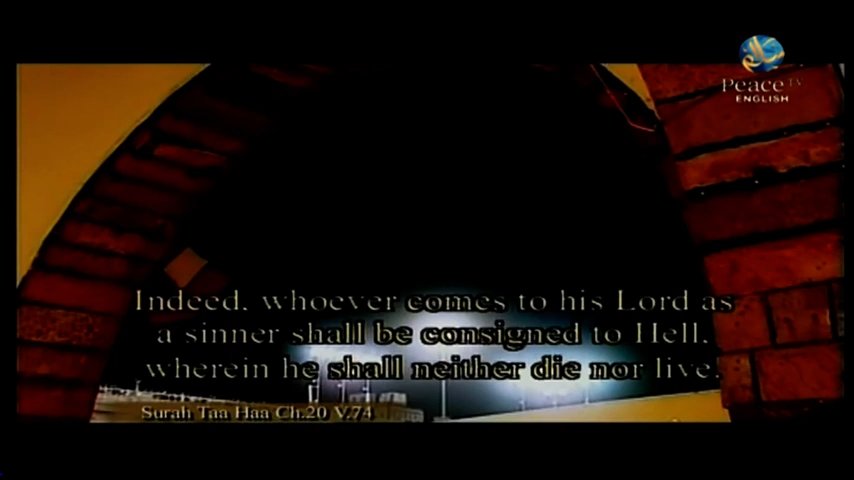 Peace TV
ENGLISH
Indeed, whoever comes to his Lord as
a sinner shall be consigned to Hell,
wherein he shall neither die nor live.
Surah Taa Haa Ch.20 V.74